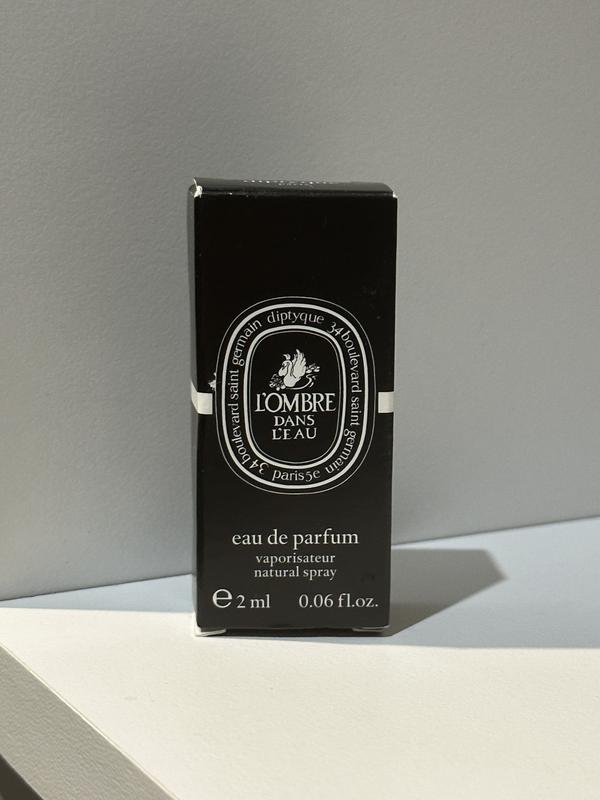 34 boulevard saint germain diptyque 34 boulevard saint germain paris5e
L'OMBRE
DANS
L'EAU
eau de parfum
vaporisateur
natural spray
e 2 ml 0.06 fl.oz.